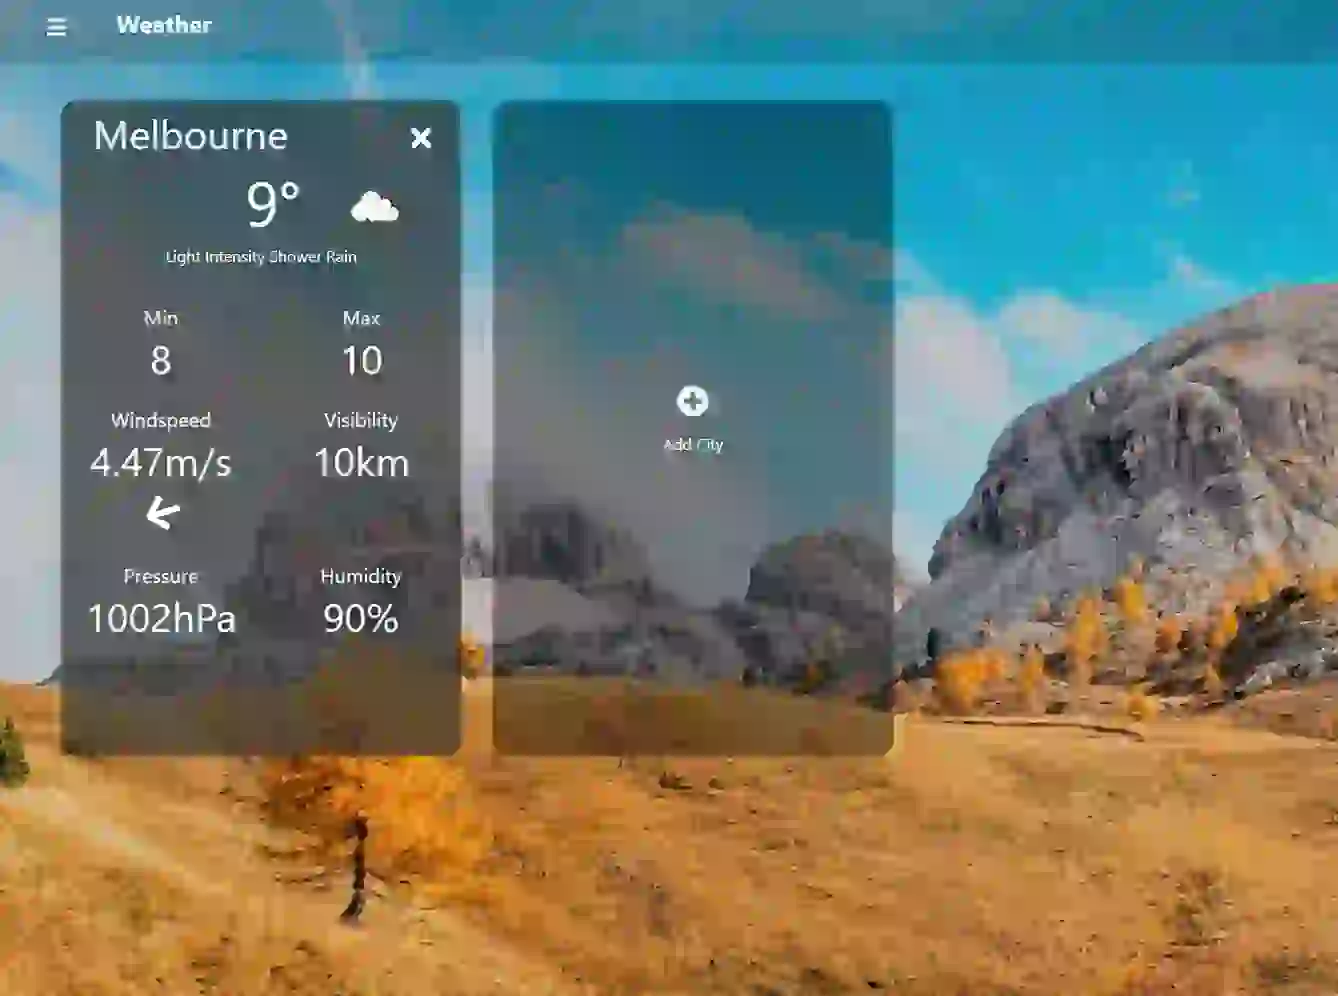 Weather
Melbourne
9°
Light Intensity Shower Rain
Min Max
8 10
Windspeed Visibility
4.47m/s 10km
Pressure Humidity
1002hPa 90%
Add City